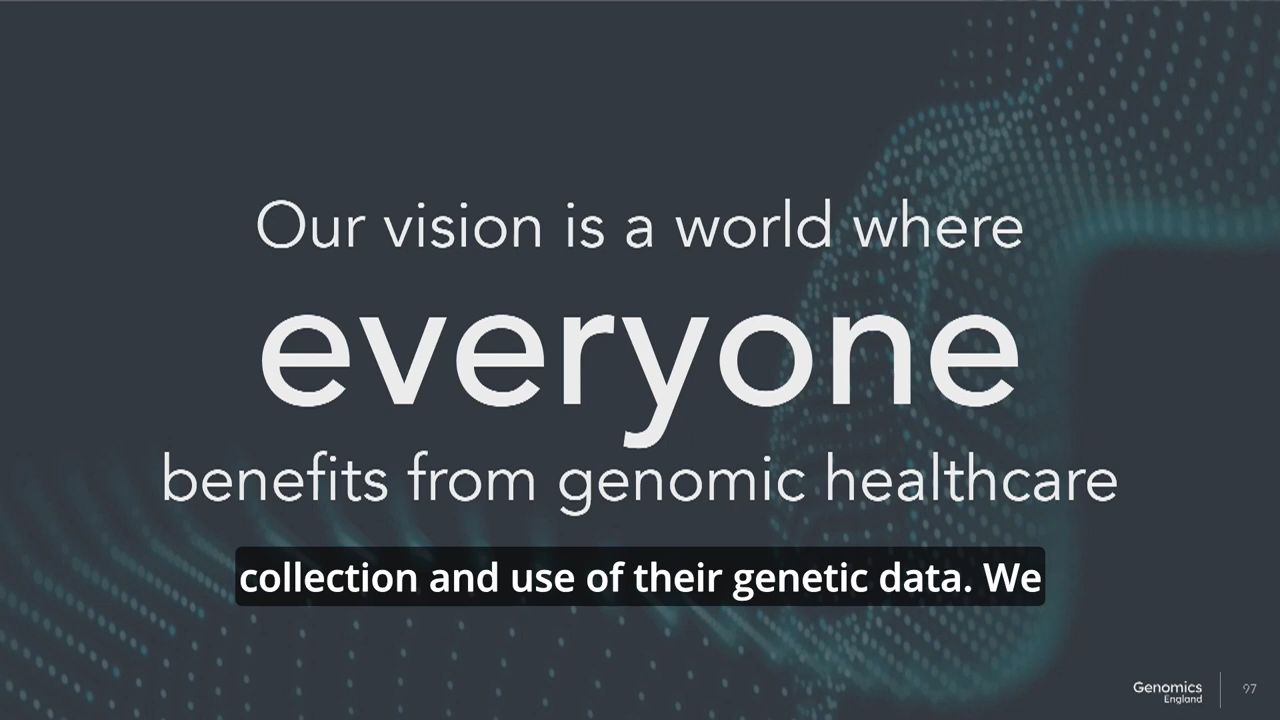 Our vision is a world where
everyone
benefits from genomic healthcare
collection and use of their genetic data. We
Genomics
England
97